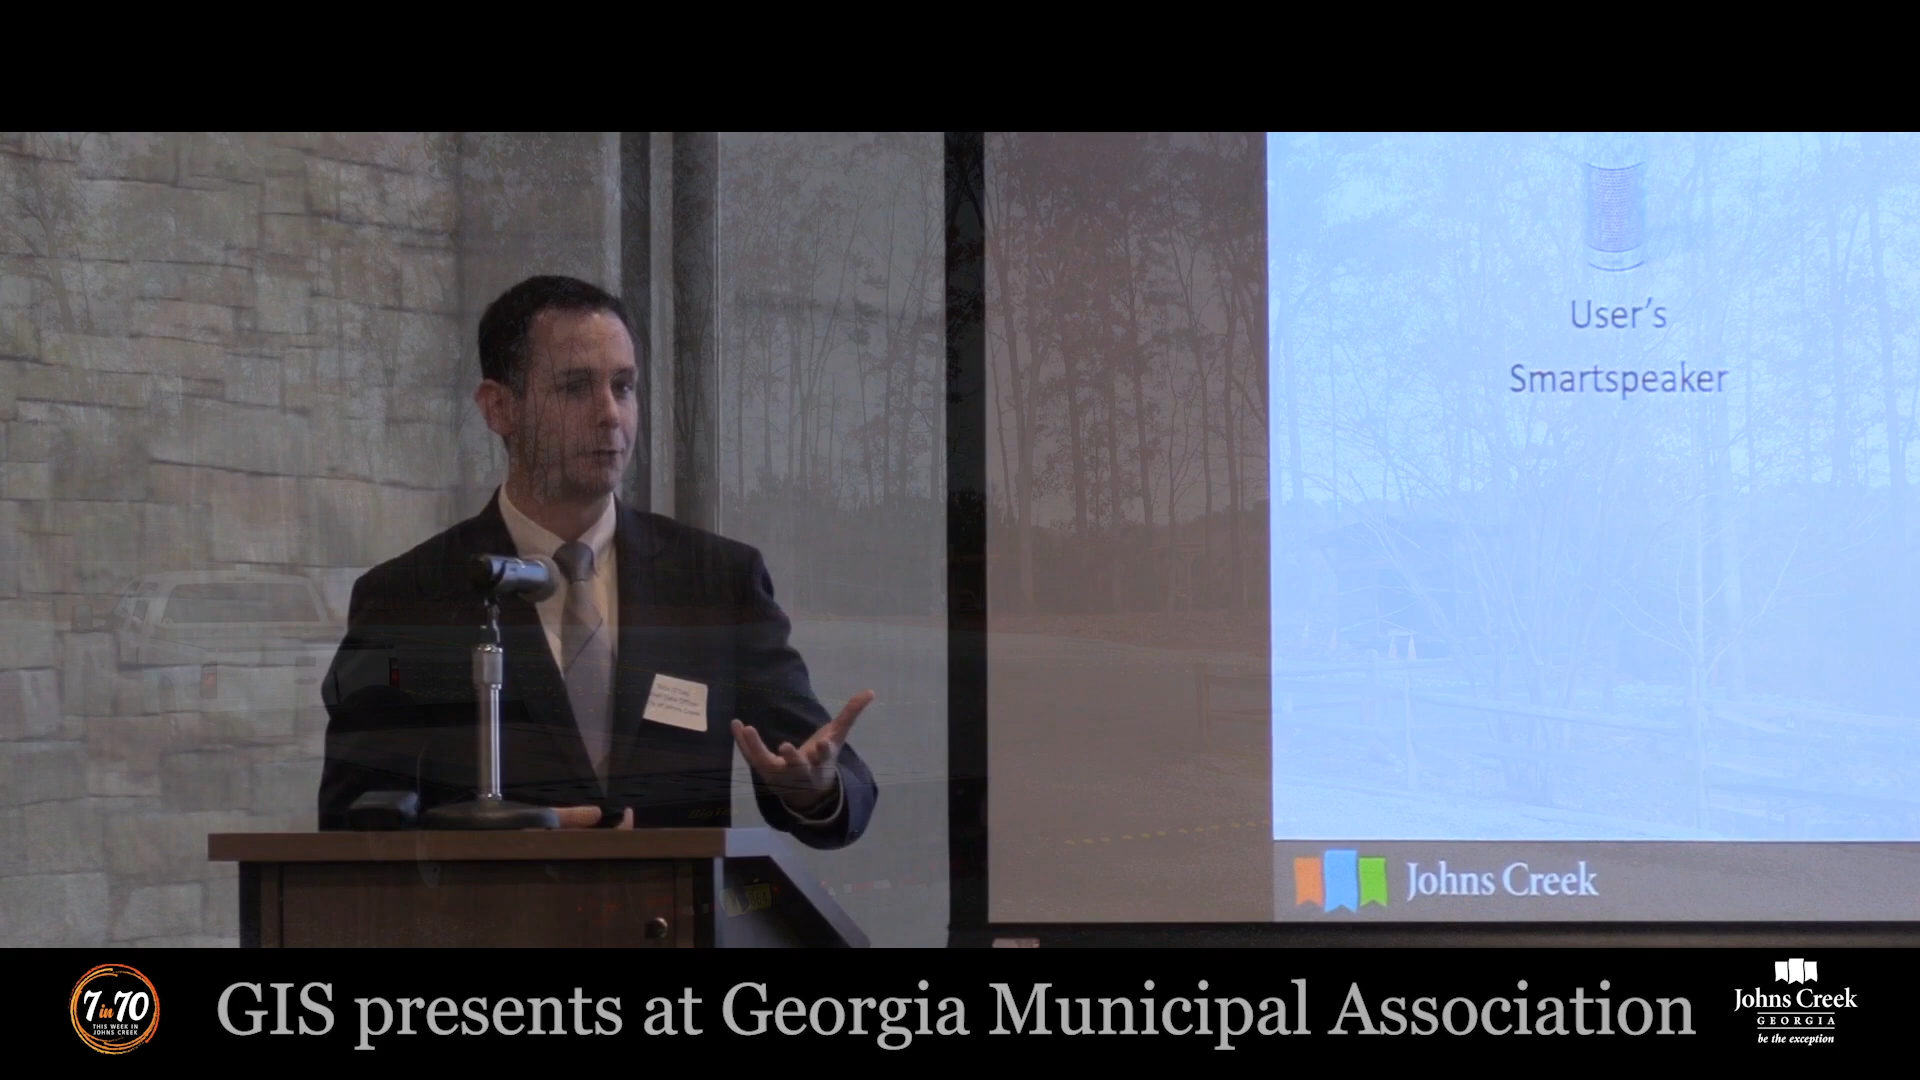 User's
Smartspeaker
Johns Creek
7 in 70
THIS WEEK IN
JOHNS CREEK
GIS presents at Georgia Municipal Association
Johns Creek
GEORGIA
be the exception